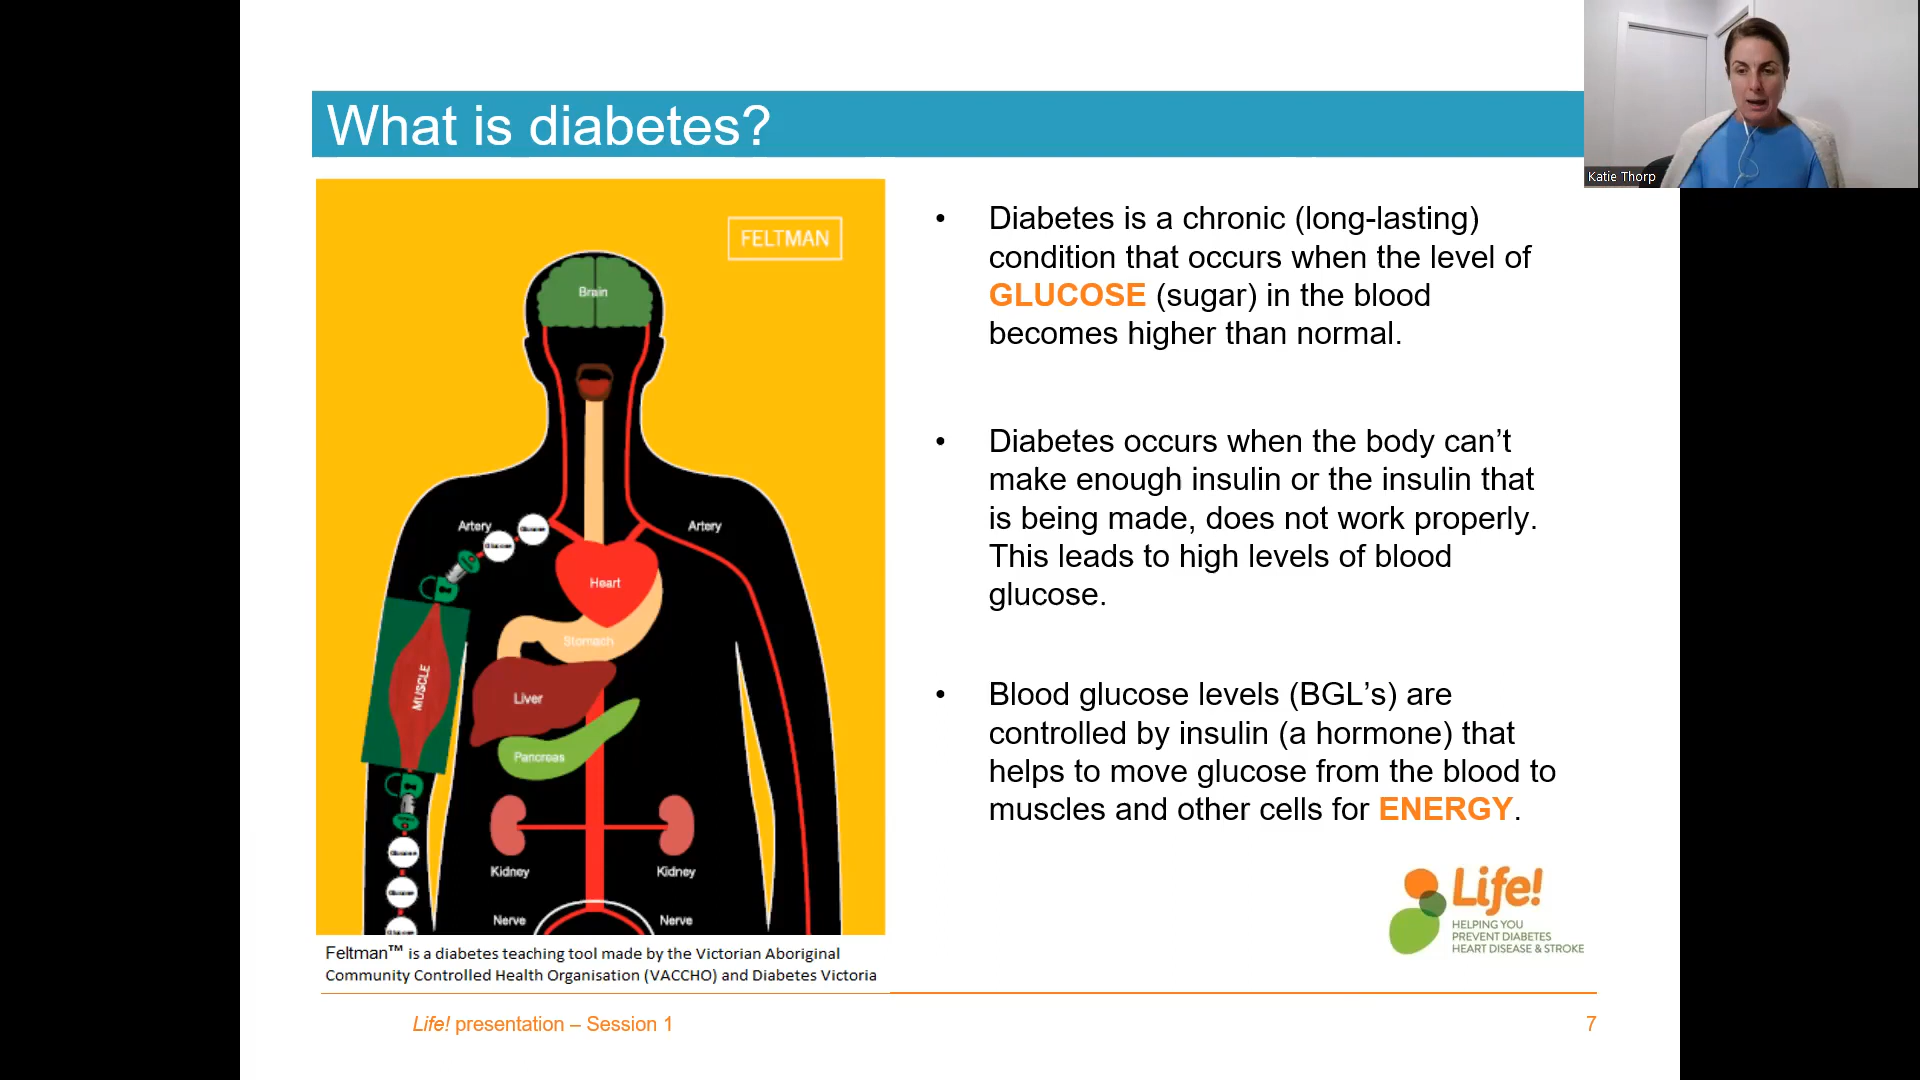 What is diabetes?
Katie Thorp
FELTMAN
Brain
Artery
Glucose
Glucose
Artery
Heart
Stomach
MUSCLE
Liver
Pancreas
Glucose
Glucose
Glucose
Kidney
Kidney
Nerve
Nerve
Feltman™ is a diabetes teaching tool made by the Victorian Aboriginal
Community Controlled Health Organisation (VACCHO) and Diabetes Victoria
• Diabetes is a chronic (long-lasting)
condition that occurs when the level of
GLUCOSE (sugar) in the blood
becomes higher than normal.
• Diabetes occurs when the body can’t
make enough insulin or the insulin that
is being made, does not work properly.
This leads to high levels of blood
glucose.
• Blood glucose levels (BGL’s) are
controlled by insulin (a hormone) that
helps to move glucose from the blood to
muscles and other cells for ENERGY.
Life!
HELPING YOU
PREVENT DIABETES
HEART DISEASE & STROKE
Life! presentation – Session 1
7